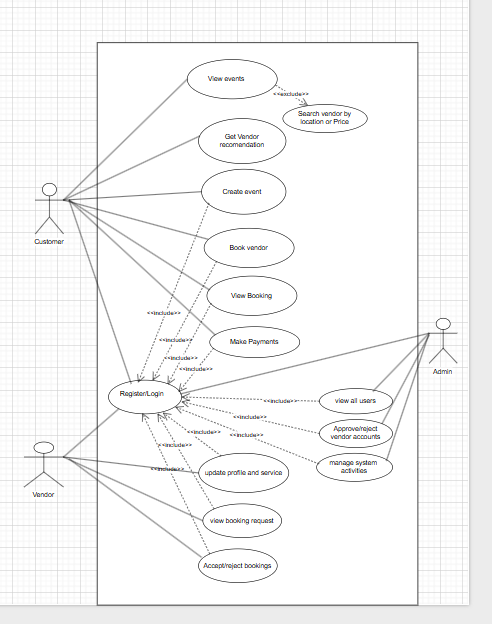 View events
<<exclude>>
Search vendor by
location or Price
Get Vendor
recomendation
Create event
Customer
Book vendor
View Booking
<<include>>
Make Payments
<<include>>
<<include>>
<<include>>
Admin
Register/Login
view all users
<<include>>
<<include>>
Approve/reject
vendor accounts
<<include>>
<<include>>
<<include>>
manage system
activities
<<include>>
update profile and service
Vendor
view booking request
Accept/reject bookings